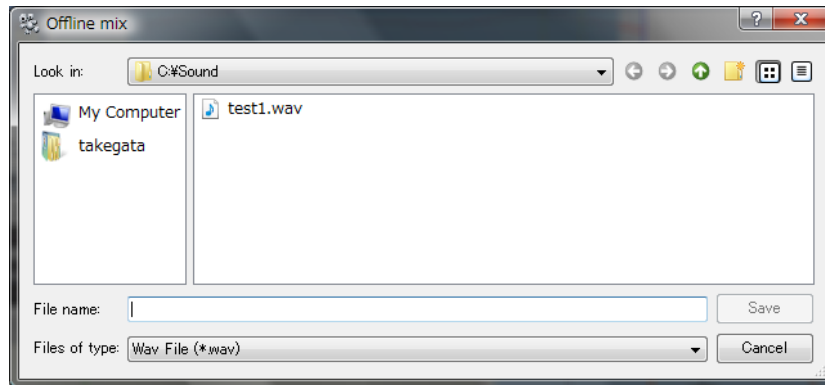 Offline mix
?
Look in: C:¥Sound
My Computer
takegata
test1.wav
File name: Save
Files of type: Wav File (*.wav) Cancel